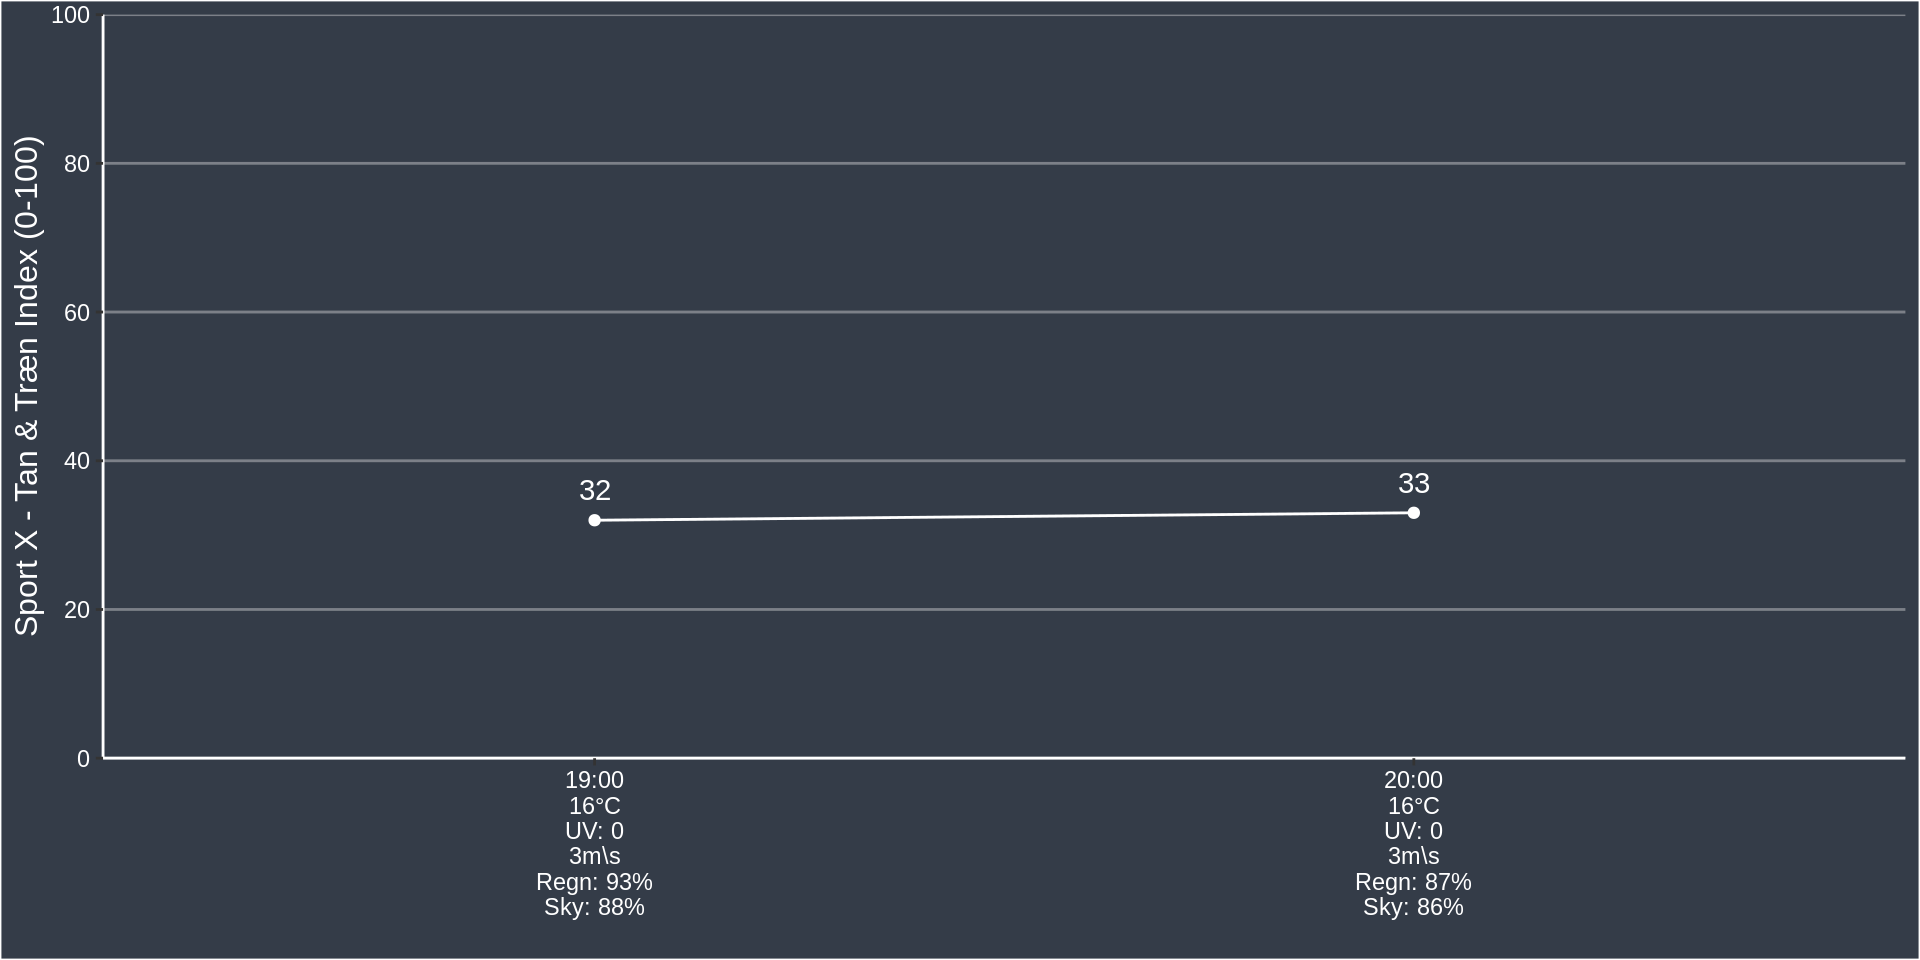 Sport X - Tan & Træn Index (0-100)
100
80
60
40
20
0
32
33
19:00
16°C
UV: 0
3m\s
Regn: 93%
Sky: 88%
20:00
16°C
UV: 0
3m\s
Regn: 87%
Sky: 86%